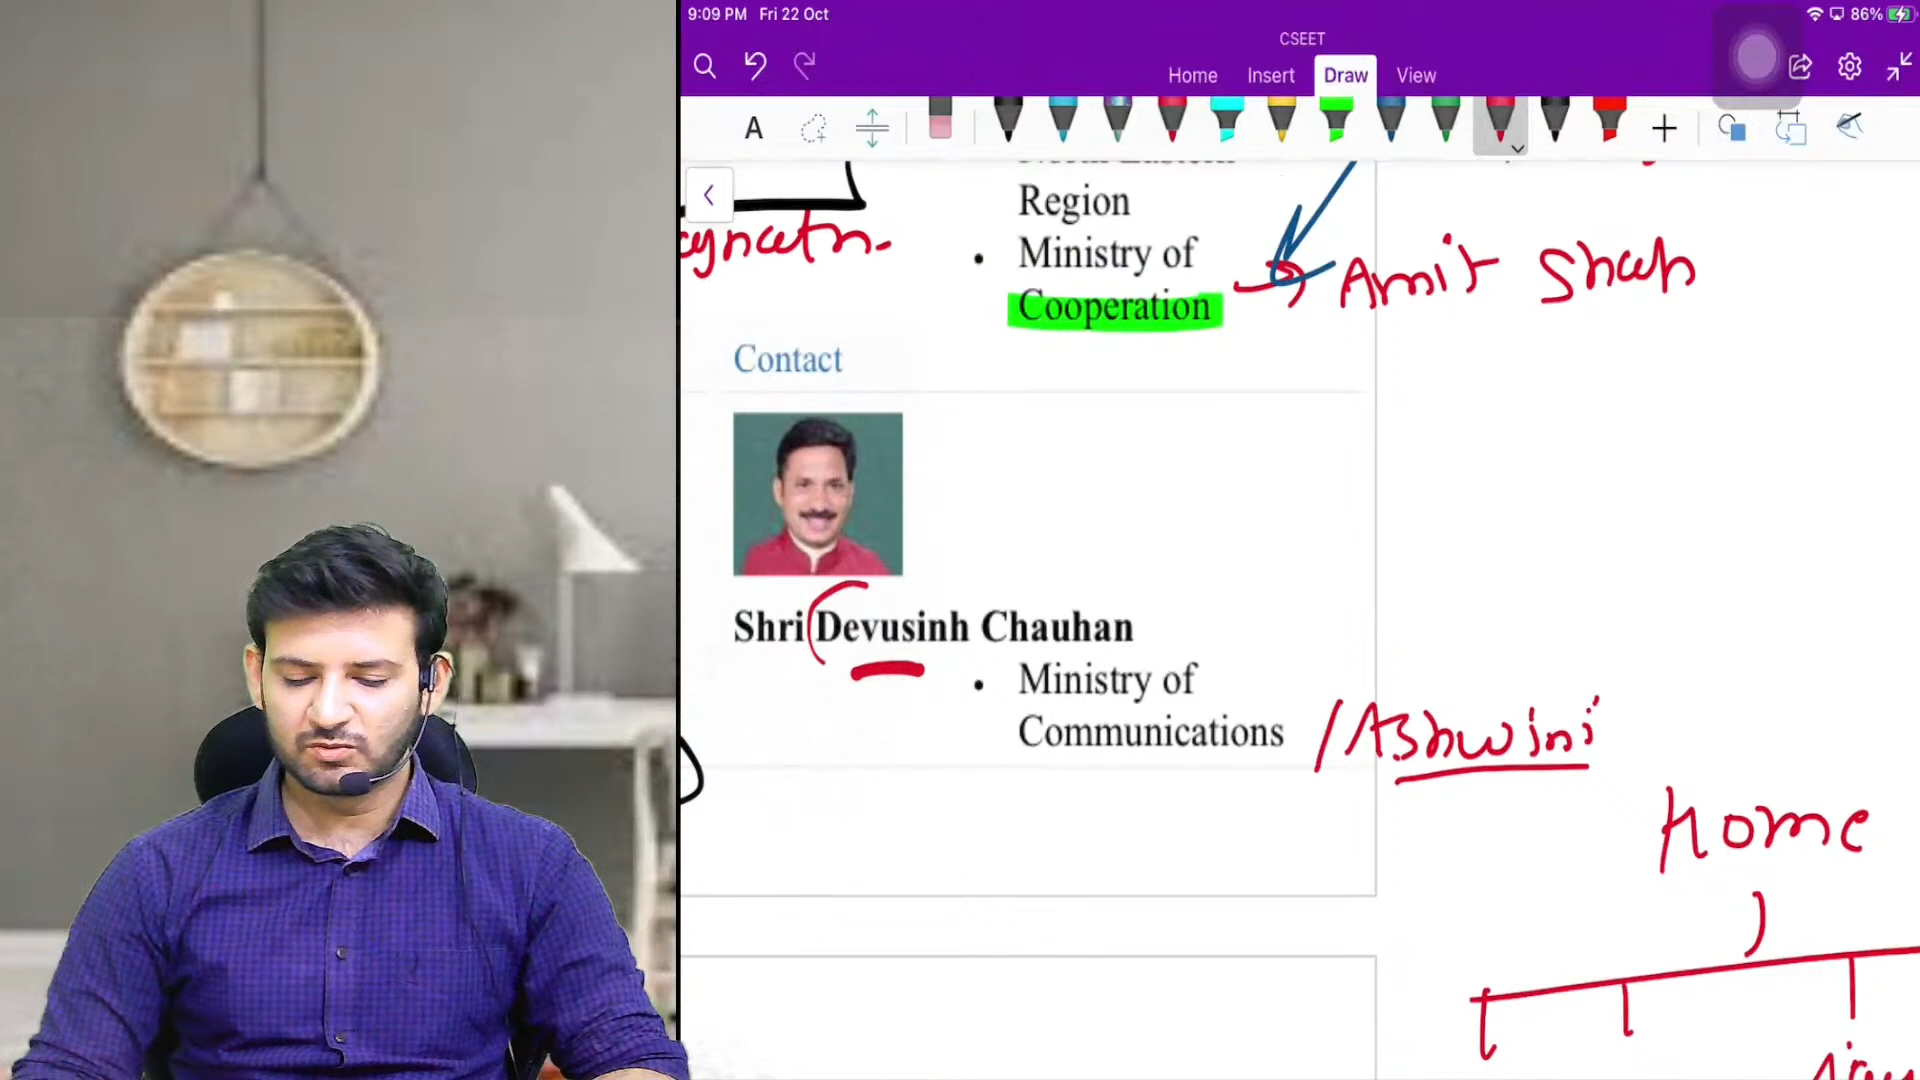 9:09 PM Fri 22 Oct
86%
CSEET
Home Insert Draw View
A
Region
Ministry of
Cooperation
Amit Shah
Contact
Shri Devusinh Chauhan
Ministry of
Communications
/Ashwini
Home